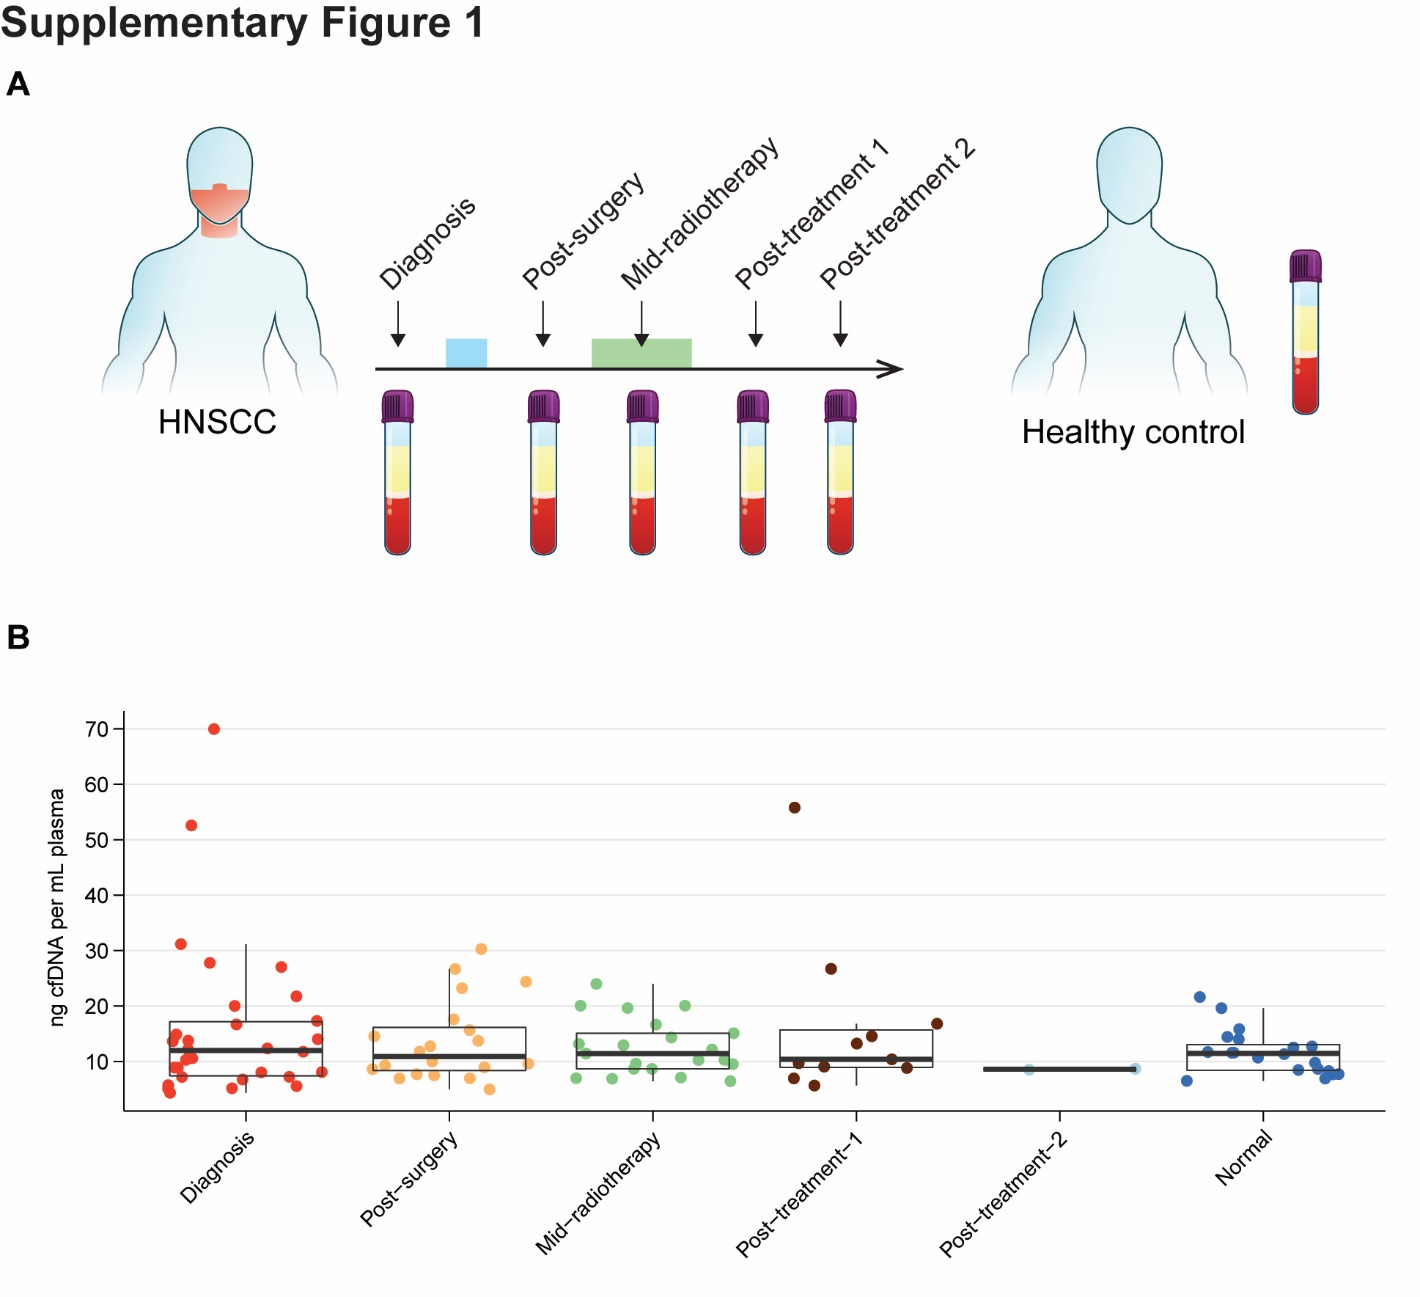 Supplementary Figure 1
A
Diagnosis
Post-surgery
Mid-radiotherapy
Post-treatment 1
Post-treatment 2
HNSCC
Healthy control
B
ng cfDNA per mL plasma
70
60
50
40
30
20
10
Diagnosis
Post−surgery
Mid−radiotherapy
Post−treatment−1
Post−treatment−2
Normal